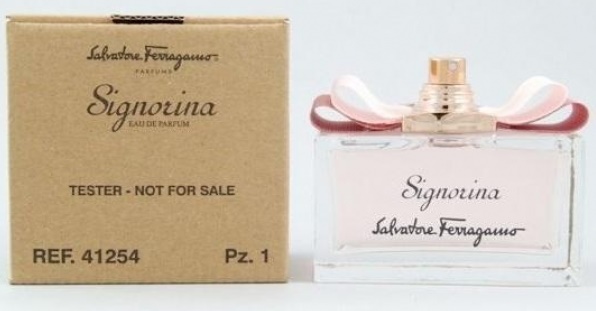 Salvatore Ferragamo
PARFUMS
Signorina
EAU DE PARFUM
TESTER - NOT FOR SALE
REF. 41254 Pz. 1
Signorina
Salvatore Ferragamo